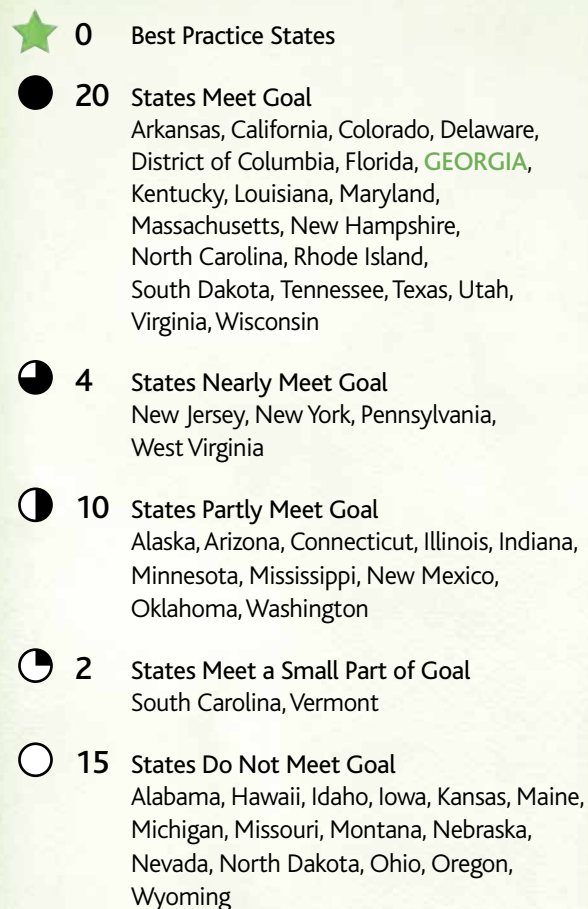 0 Best Practice States
20 States Meet Goal
Arkansas, California, Colorado, Delaware,
District of Columbia, Florida, GEORGIA,
Kentucky, Louisiana, Maryland,
Massachusetts, New Hampshire,
North Carolina, Rhode Island,
South Dakota, Tennessee, Texas, Utah,
Virginia, Wisconsin
4 States Nearly Meet Goal
New Jersey, New York, Pennsylvania,
West Virginia
10 States Partly Meet Goal
Alaska, Arizona, Connecticut, Illinois, Indiana,
Minnesota, Mississippi, New Mexico,
Oklahoma, Washington
2 States Meet a Small Part of Goal
South Carolina, Vermont
15 States Do Not Meet Goal
Alabama, Hawaii, Idaho, Iowa, Kansas, Maine,
Michigan, Missouri, Montana, Nebraska,
Nevada, North Dakota, Ohio, Oregon,
Wyoming